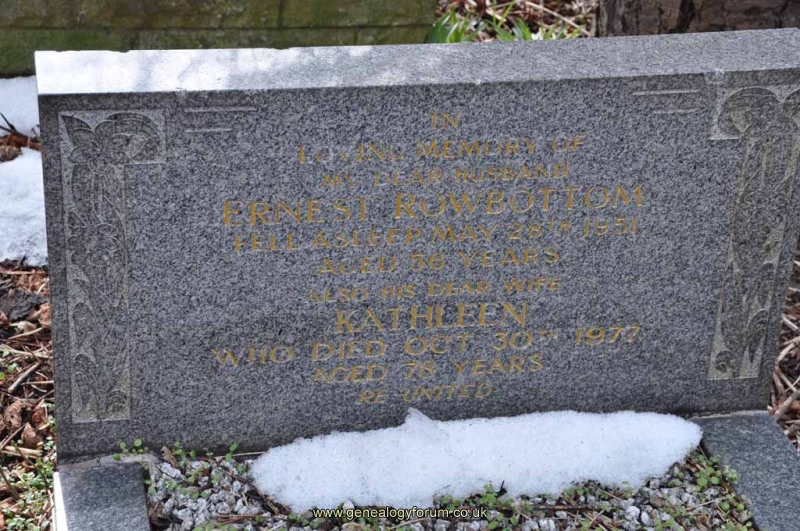 IN
LOVING MEMORY OF
MY DEAR HUSBAND
ERNEST ROWBOTTOM
FELL ASLEEP MAY 28TH 1951
AGED 56 YEARS
ALSO HIS DEAR WIFE
KATHLEEN
WHO DIED OCT. 30TH 1977.
AGED 78 YEARS
RE UNITED
www.genealogyforum.co.uk